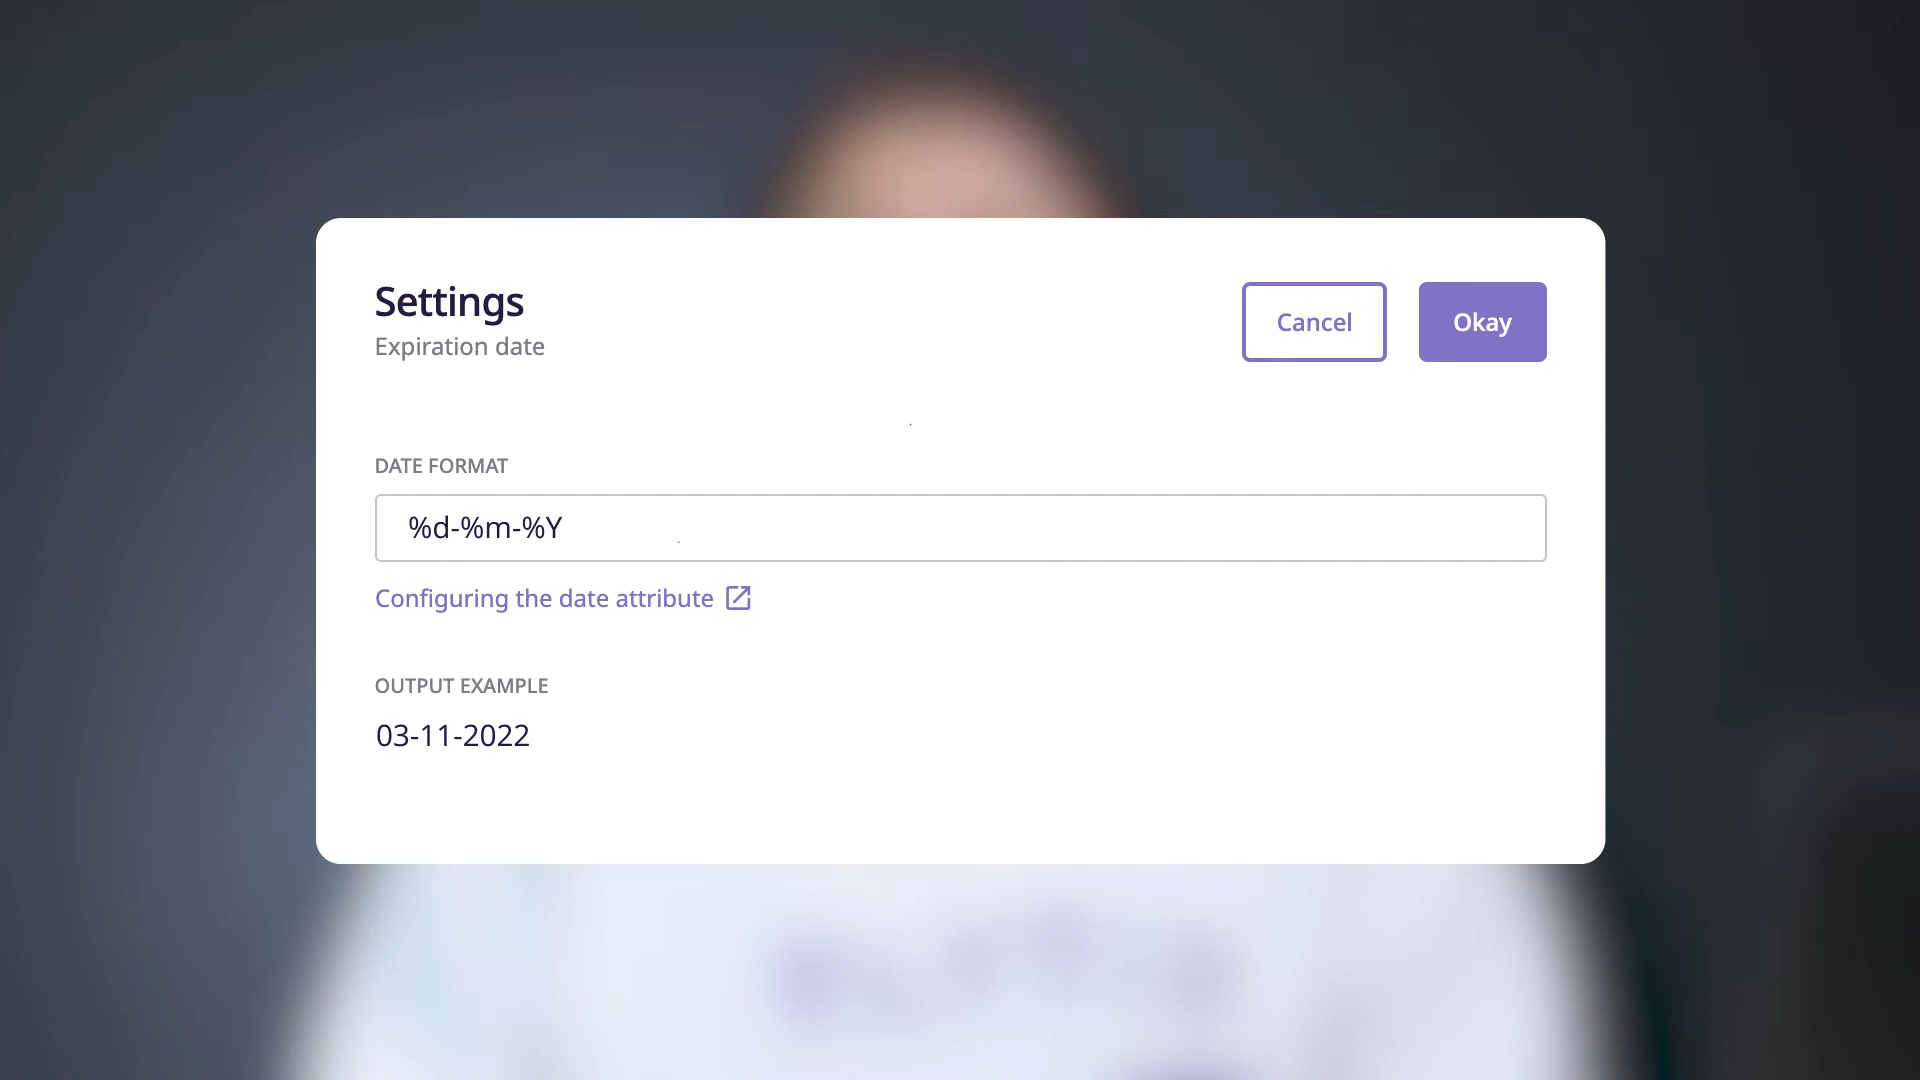 Settings
Expiration date
Cancel
Okay
DATE FORMAT
%d-%m-%Y
Configuring the date attribute
OUTPUT EXAMPLE
03-11-2022